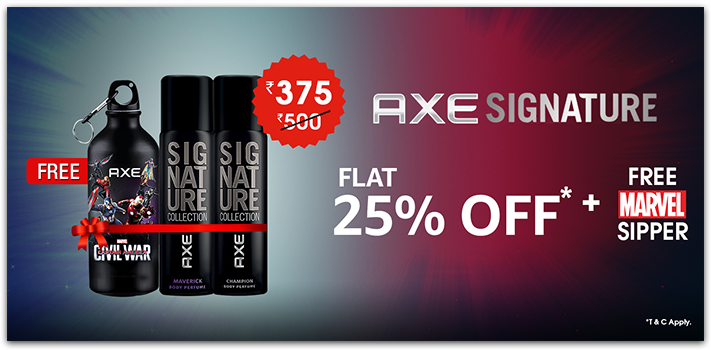 FREE
AXE
MARVEL
CIVIL WAR
SIG
NAT
URE
COLLECTION
AXE
MAVERICK
BODY PERFUME
SIG
NAT
URE
COLLECTION
AXE
CHAMPION
BODY PERFUME
₹375
₹500
AXE SIGNATURE
FLAT
25% OFF* +
FREE
MARVEL
SIPPER
*T & C Apply.